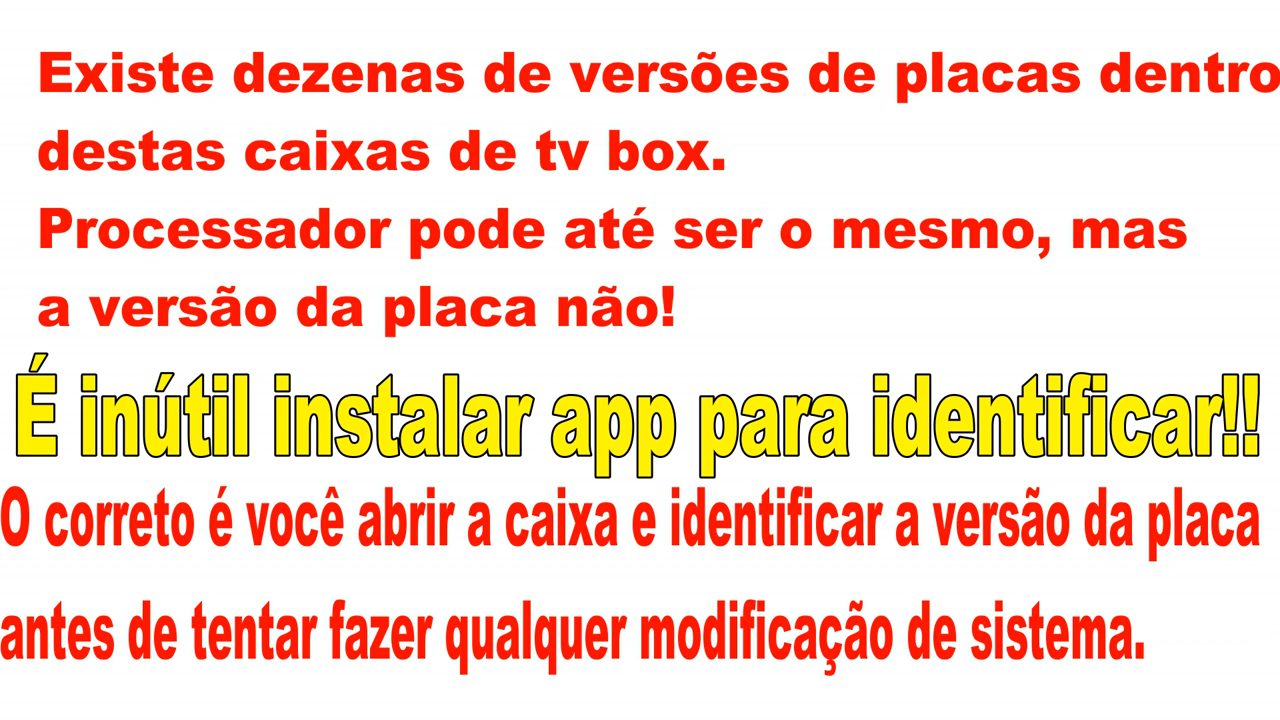 Existe dezenas de versões de placas dentro
destas caixas de tv box.
Processador pode até ser o mesmo, mas
a versão da placa não!
É inútil instalar app para identificar!!
O correto é você abrir a caixa e identificar a versão da placa
antes de tentar fazer qualquer modificação de sistema.